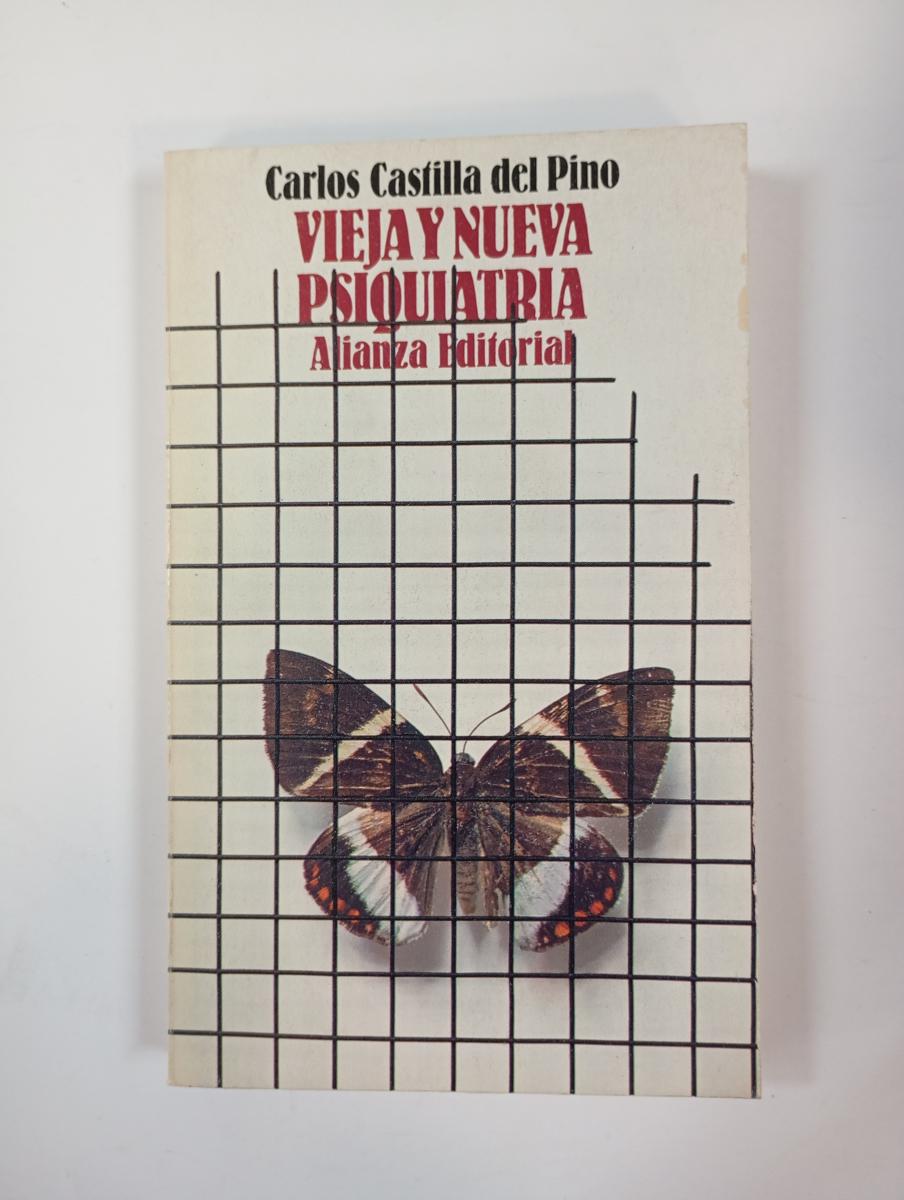 Carlos Castilla del Pino
VIEJA Y NUEVA
PSIQUIATRIA
Alianza Editorial